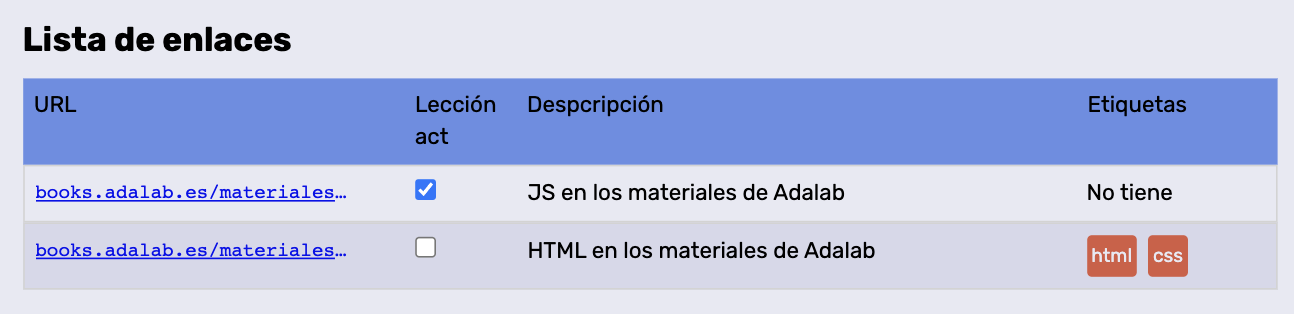 Lista de enlaces
URL Lección act Despcripción Etiquetas
books.adalab.es/materiales… JS en los materiales de Adalab No tiene
books.adalab.es/materiales… HTML en los materiales de Adalab html css